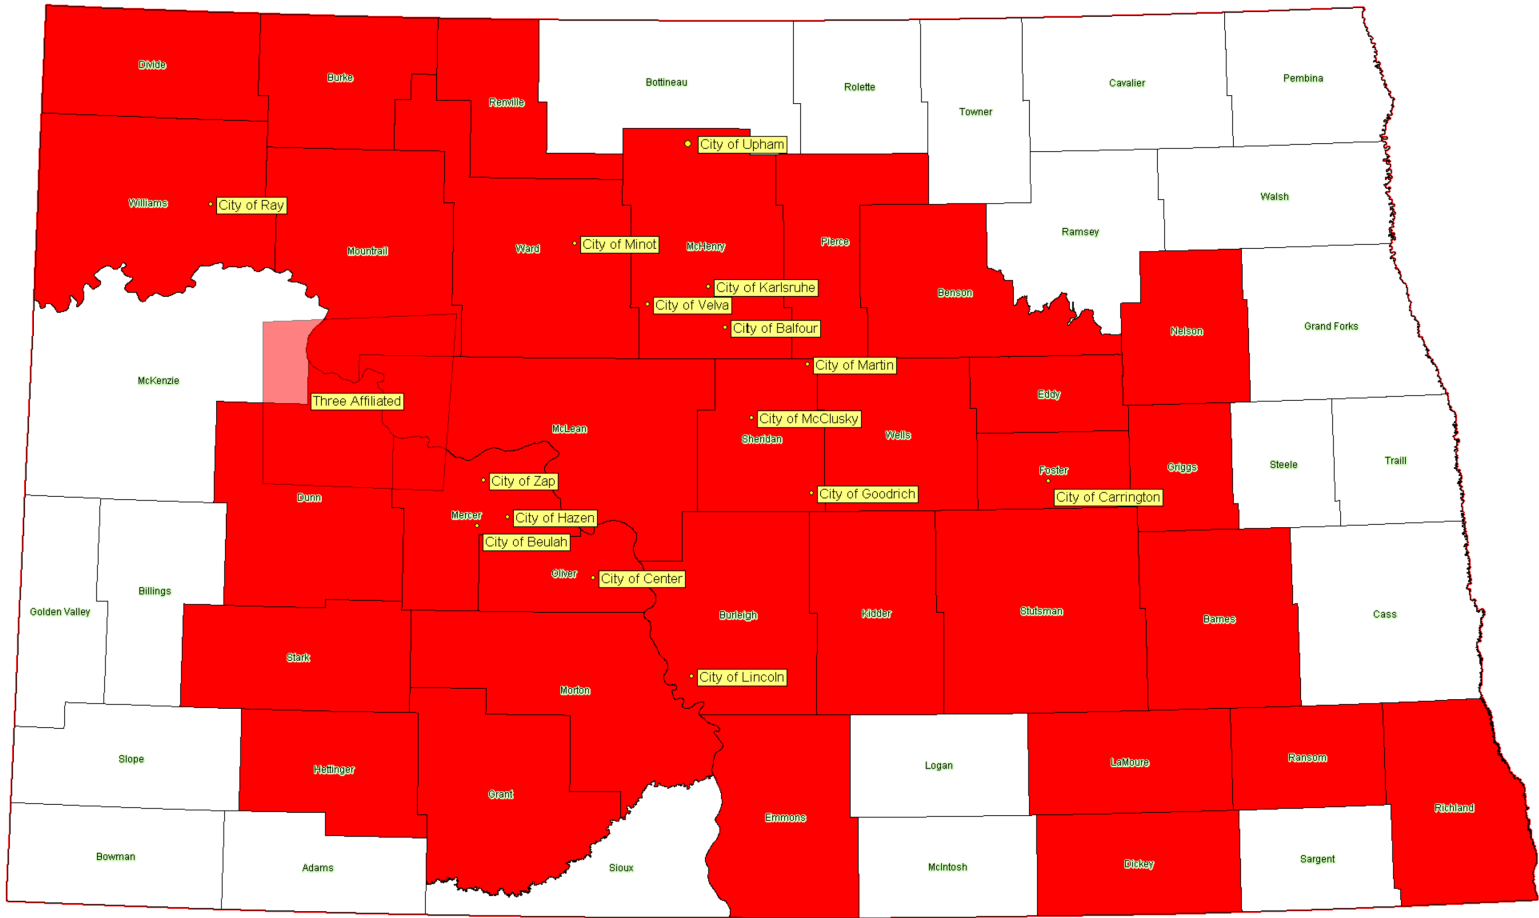 Divide
Burke
Renville
Bottineau
Rolette
Towner
Cavalier
Pembina
City of Upham
Williams
City of Ray
Mountrail
Ward
City of Minot
McHenry
Pierce
Ramsey
Walsh
City of Karlsruhe
City of Velva
City of Balfour
Benson
Nelson
Grand Forks
McKenzie
Three Affiliated
City of Martin
McLean
City of McClusky
Sheridan
Wells
Eddy
Foster
City of Carrington
Griggs
Steele
Traill
Dunn
City of Zap
Mercer
City of Hazen
City of Beulah
City of Goodrich
Oliver
City of Center
Golden Valley
Billings
Burleigh
Kidder
Stutsman
Barnes
Cass
Stark
Morton
City of Lincoln
Slope
Hettinger
Grant
Emmons
Logan
LaMoure
Ransom
Richland
Bowman
Adams
Sioux
McIntosh
Dickey
Sargent